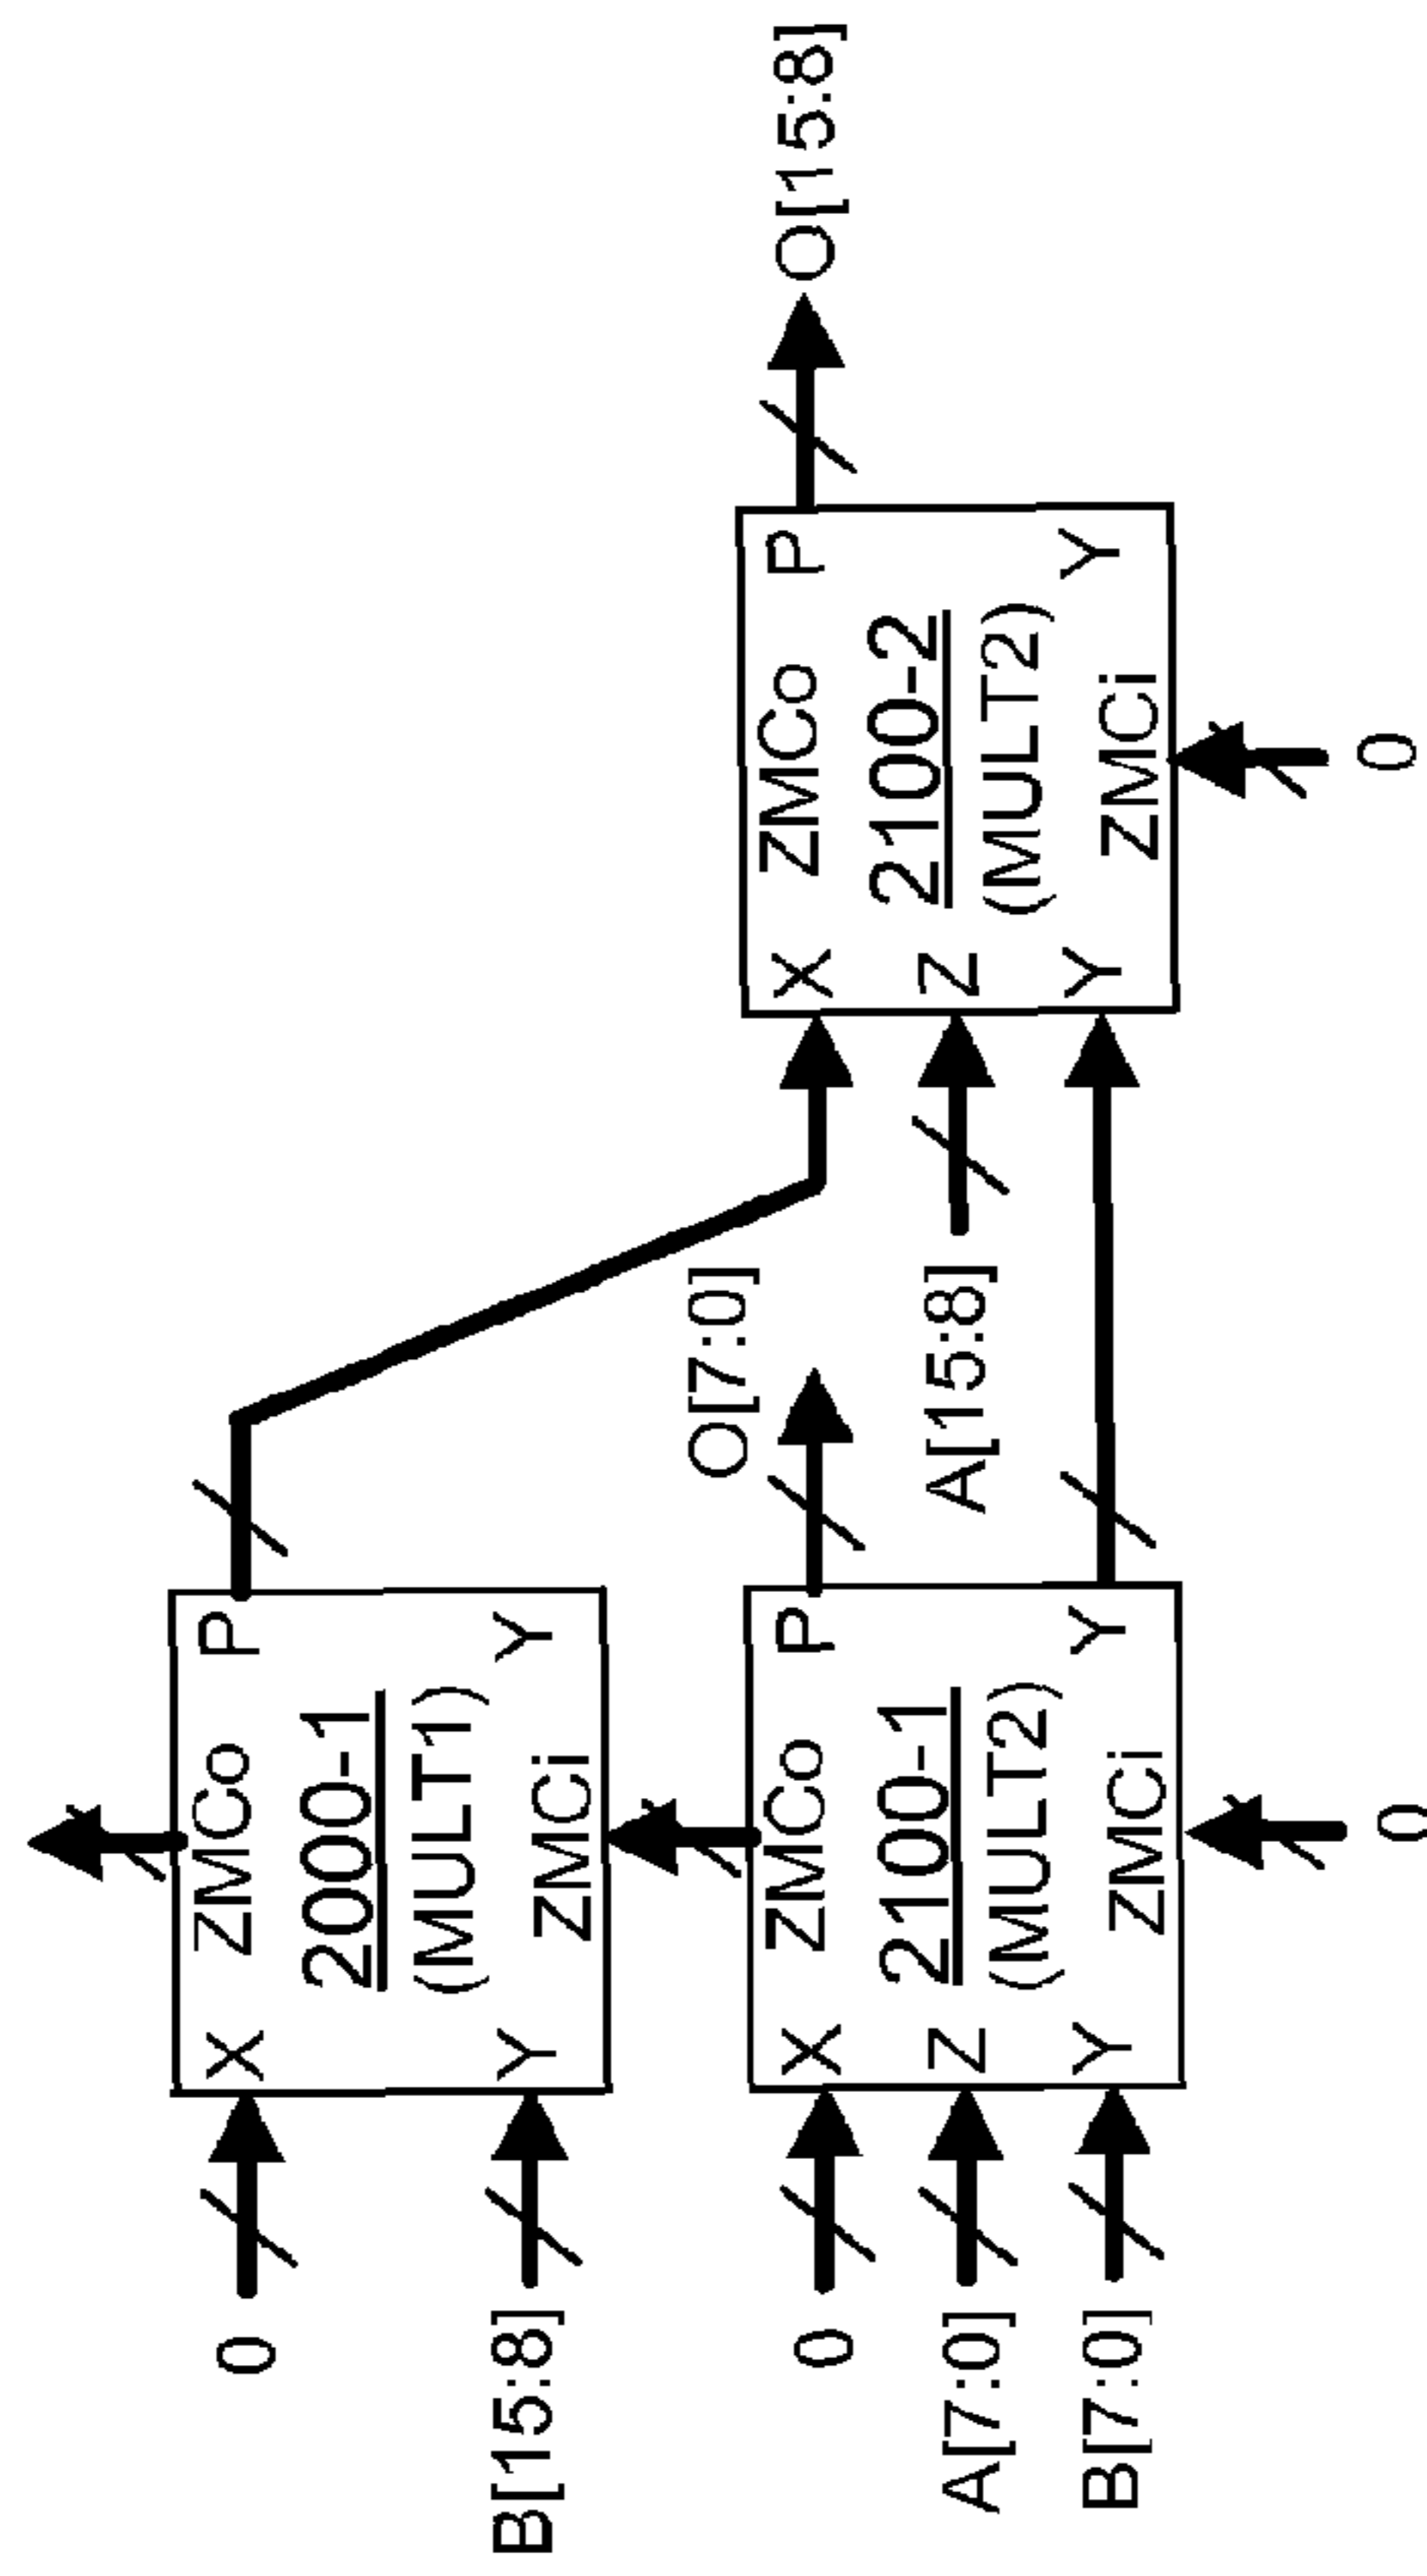 0
B[15:8]
X ZMCo P
2000-1
(MULT1)
Y Y
ZMCi
0
A[7:0]
B[7:0]
X ZMCo P
Z 2100-1
(MULT2)
Y Y
ZMCi
0
O[7:0]
A[15:8]
X ZMCo P
Z 2100-2
(MULT2)
Y Y
ZMCi
0
O[15:8]